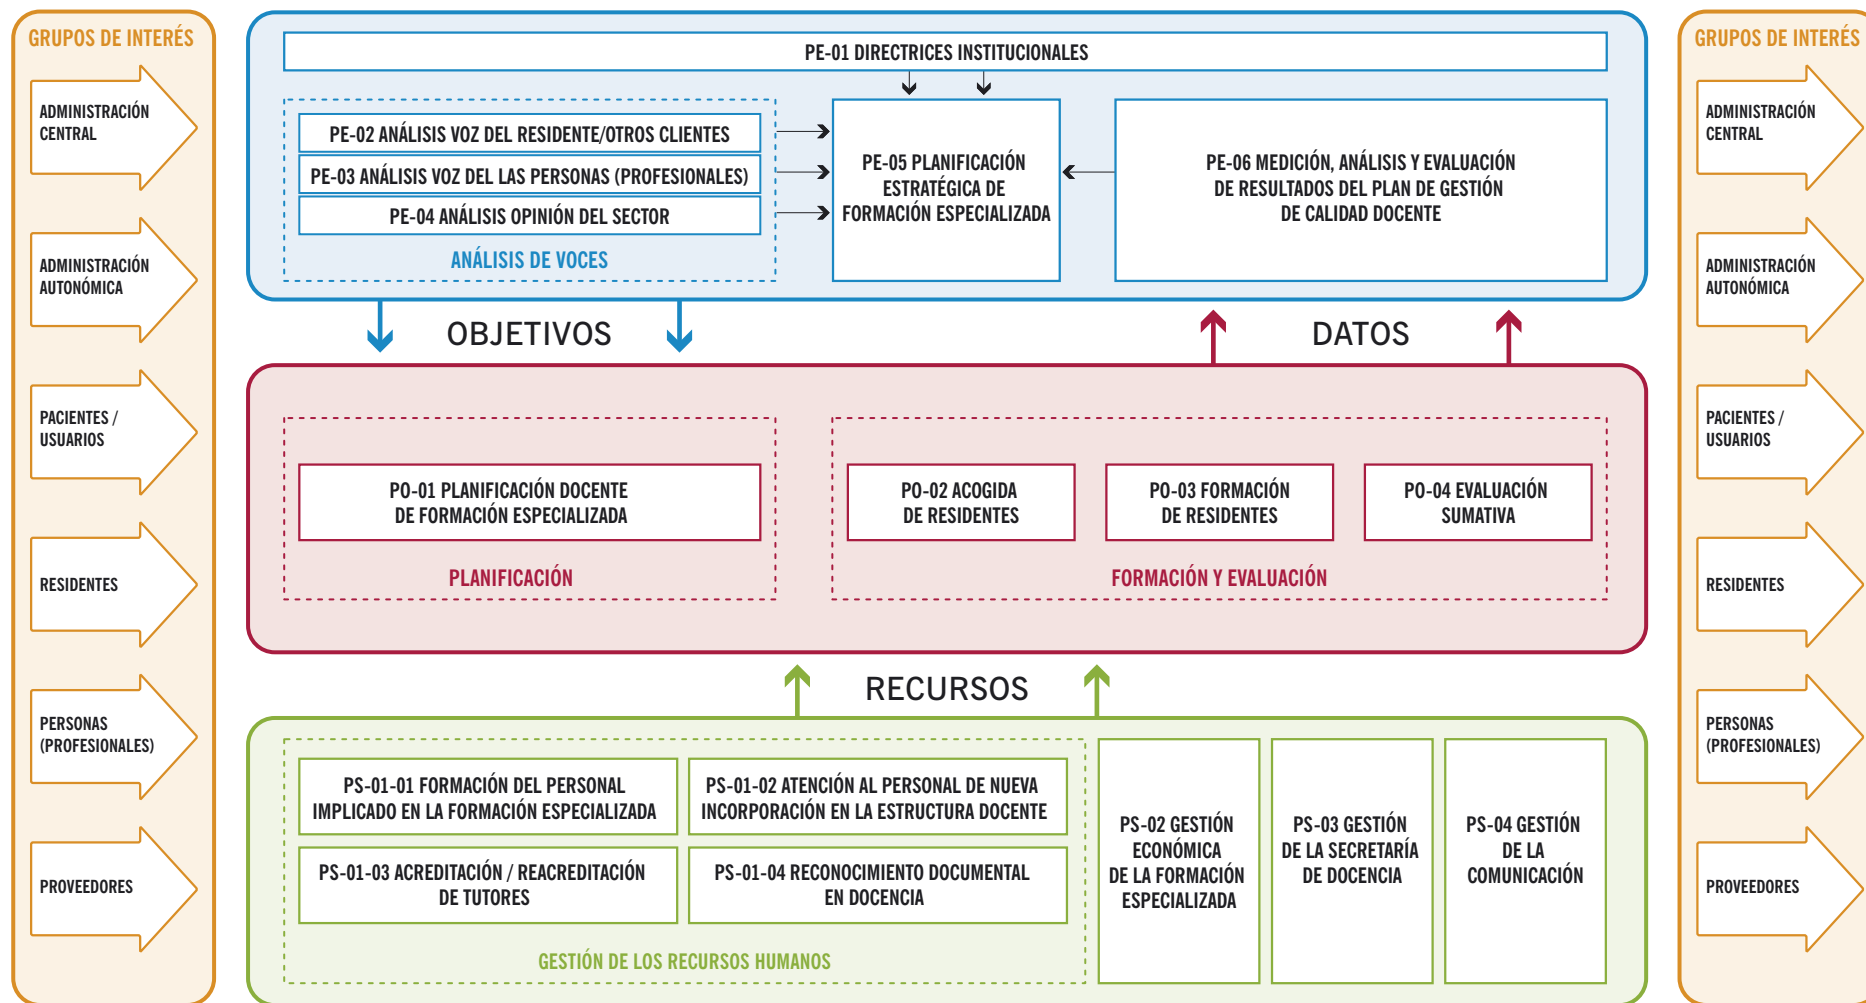 GRUPOS DE INTERÉS
ADMINISTRACIÓN
CENTRAL
ADMINISTRACIÓN
AUTONÓMICA
PACIENTES /
USUARIOS
RESIDENTES
PERSONAS
(PROFESIONALES)
PROVEEDORES
PE-01 DIRECTRICES INSTITUCIONALES
PE-02 ANÁLISIS VOZ DEL RESIDENTE/OTROS CLIENTES
PE-03 ANÁLISIS VOZ DEL LAS PERSONAS (PROFESIONALES)
PE-04 ANÁLISIS OPINIÓN DEL SECTOR
ANÁLISIS DE VOCES
PE-05 PLANIFICACIÓN
ESTRATÉGICA DE
FORMACIÓN ESPECIALIZADA
PE-06 MEDICIÓN, ANÁLISIS Y EVALUACIÓN
DE RESULTADOS DEL PLAN DE GESTIÓN
DE CALIDAD DOCENTE
OBJETIVOS
DATOS
PO-01 PLANIFICACIÓN DOCENTE
DE FORMACIÓN ESPECIALIZADA
PLANIFICACIÓN
PO-02 ACOGIDA
DE RESIDENTES
PO-03 FORMACIÓN
DE RESIDENTES
PO-04 EVALUACIÓN
SUMATIVA
FORMACIÓN Y EVALUACIÓN
RECURSOS
PS-01-01 FORMACIÓN DEL PERSONAL
IMPLICADO EN LA FORMACIÓN ESPECIALIZADA
PS-01-02 ATENCIÓN AL PERSONAL DE NUEVA
INCORPORACIÓN EN LA ESTRUCTURA DOCENTE
PS-01-03 ACREDITACIÓN / REACREDITACIÓN
DE TUTORES
PS-01-04 RECONOCIMIENTO DOCUMENTAL
EN DOCENCIA
GESTIÓN DE LOS RECURSOS HUMANOS
PS-02 GESTIÓN
ECONÓMICA
DE LA FORMACIÓN
ESPECIALIZADA
PS-03 GESTIÓN
DE LA SECRETARÍA
DE DOCENCIA
PS-04 GESTIÓN
DE LA
COMUNICACIÓN
GRUPOS DE INTERÉS
ADMINISTRACIÓN
CENTRAL
ADMINISTRACIÓN
AUTONÓMICA
PACIENTES /
USUARIOS
RESIDENTES
PERSONAS
(PROFESIONALES)
PROVEEDORES